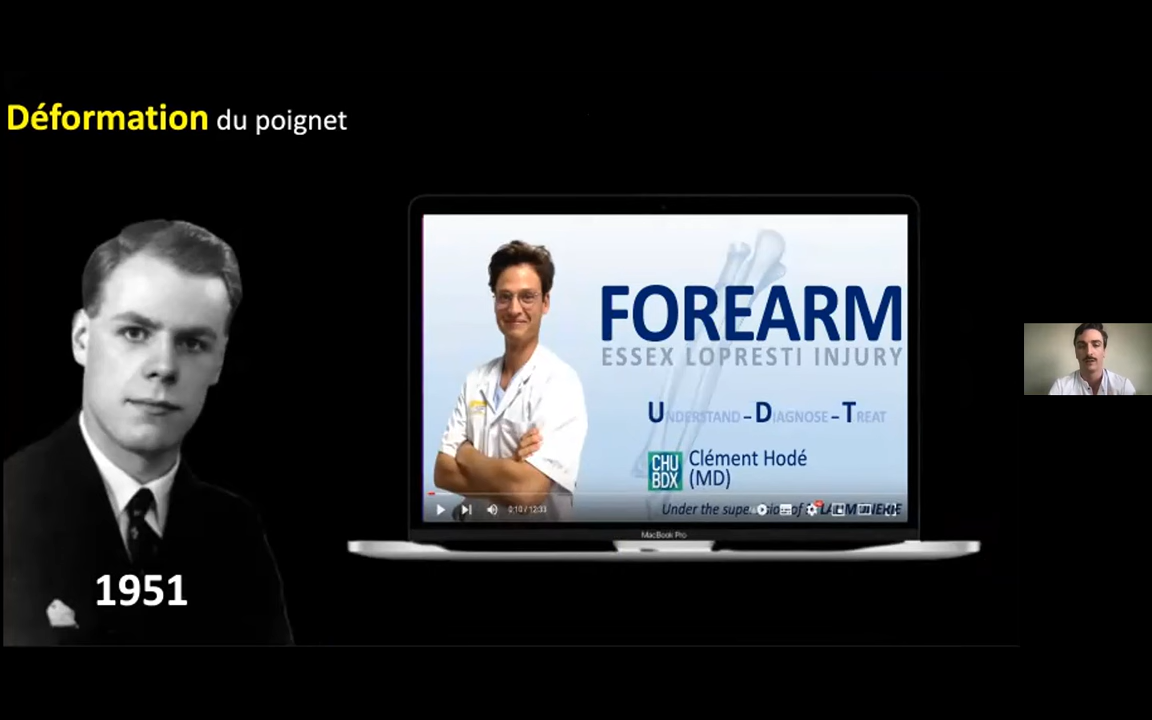 Déformation du poignet
FOREARM
ESSEX LOPRESTI INJURY
UNDERSTAND – DIAGNOSE – TREAT
CHU
BDX
Clément Hodé
(MD)
Under the supe
of
0:10 / 12:33
MacBook Pro
1951